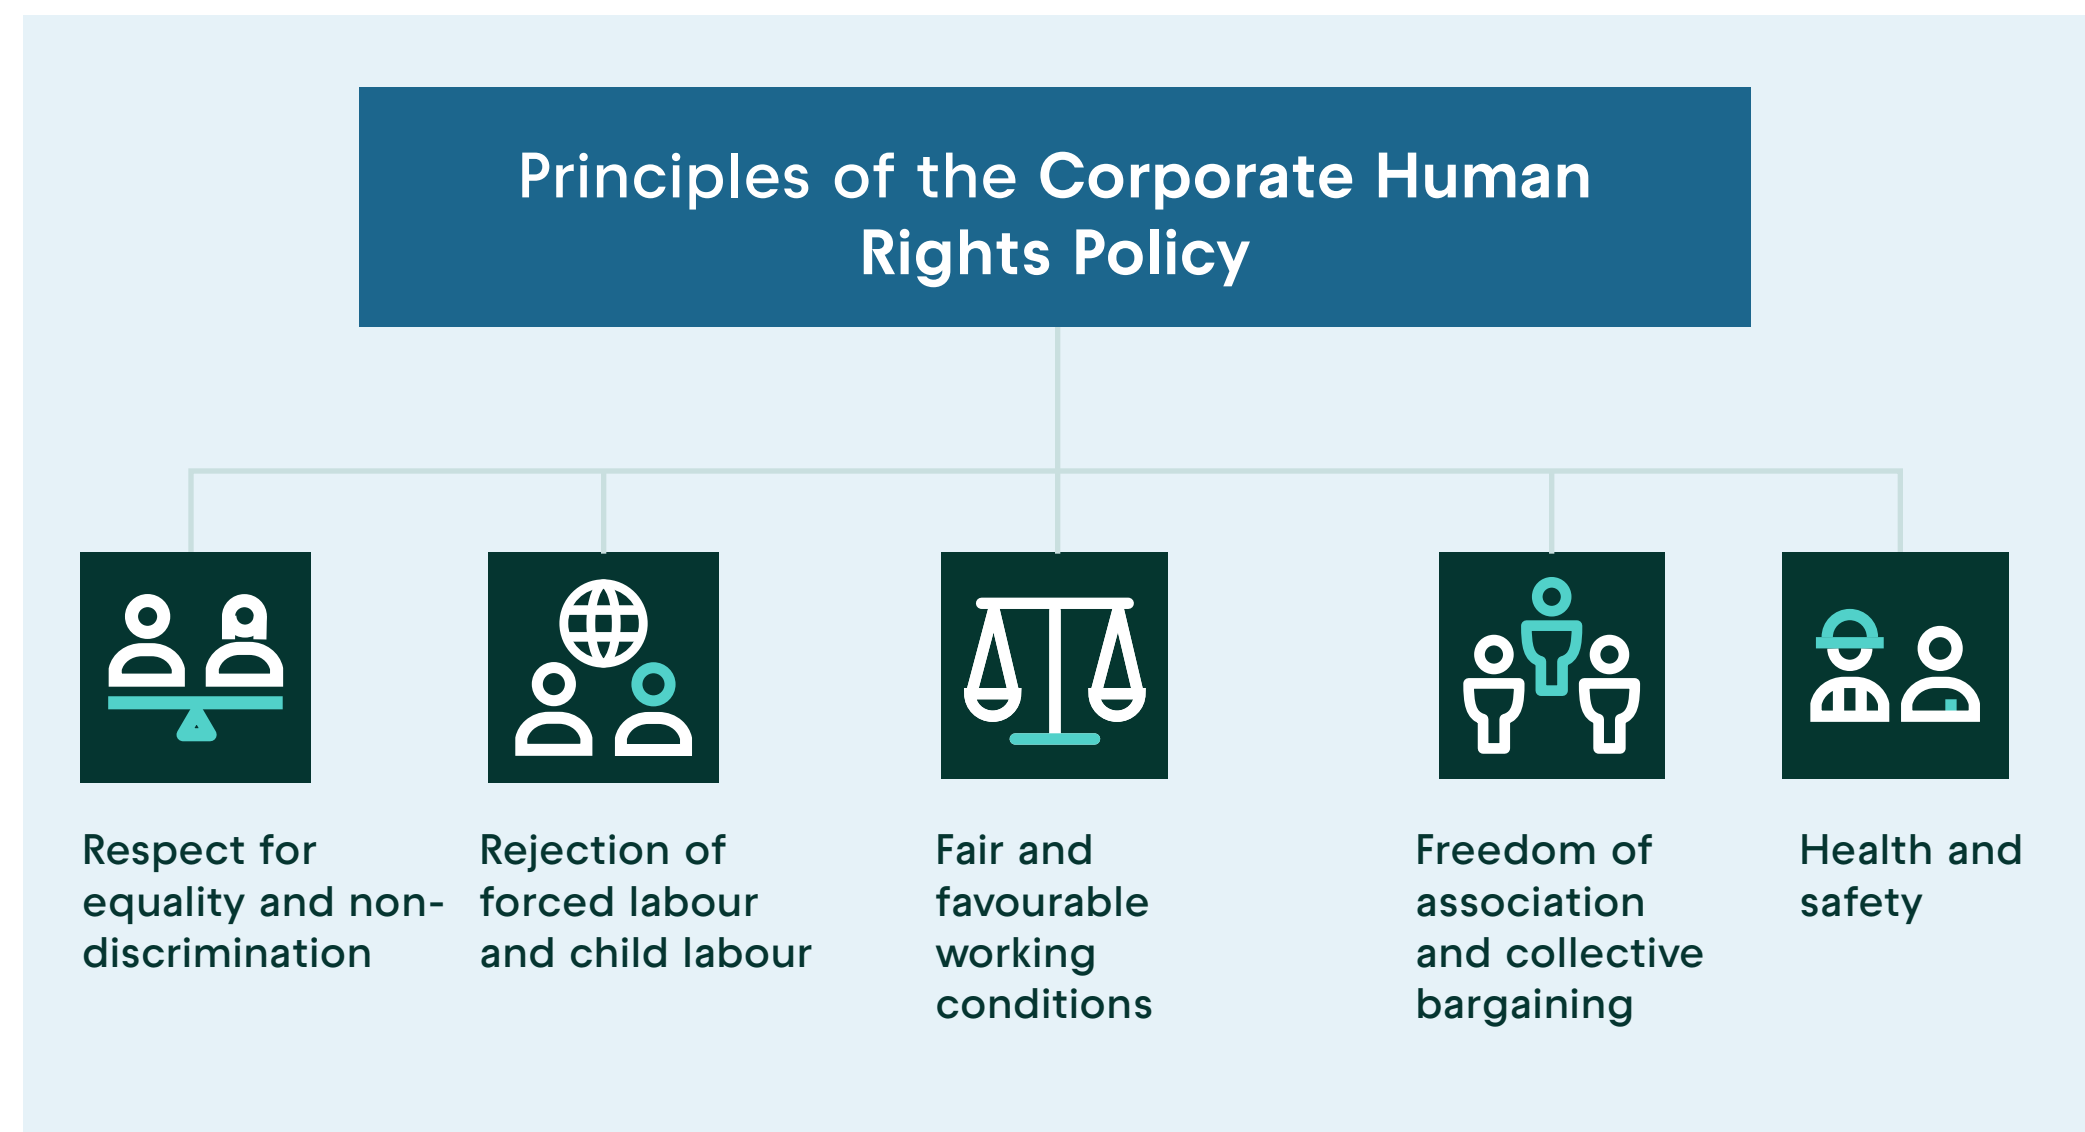 Principles of the Corporate Human
Rights Policy
Respect for
equality and non-
discrimination
Rejection of
forced labour
and child labour
Fair and
favourable
working
conditions
Freedom of
association
and collective
bargaining
Health and
safety